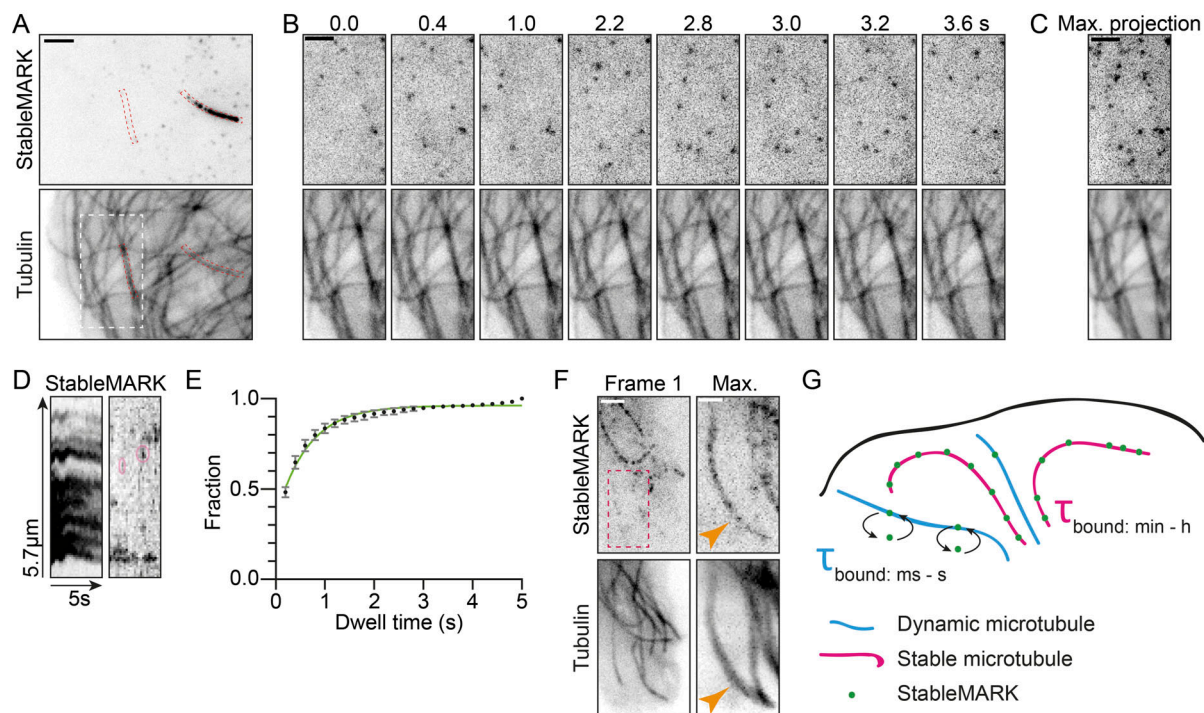 A
StableMARK
Tubulin
B
0.0 0.4 1.0 2.2 2.8 3.0 3.2 3.6 s
C
Max. projection
D
StableMARK
5.7µm
5s
E
Fraction
1.0
0.5
0.0
0 1 2 3 4 5
Dwell time (s)
F
Frame 1 Max.
StableMARK
Tubulin
G
τ bound: min - h
τ bound: ms - s
Dynamic microtubule
Stable microtubule
StableMARK